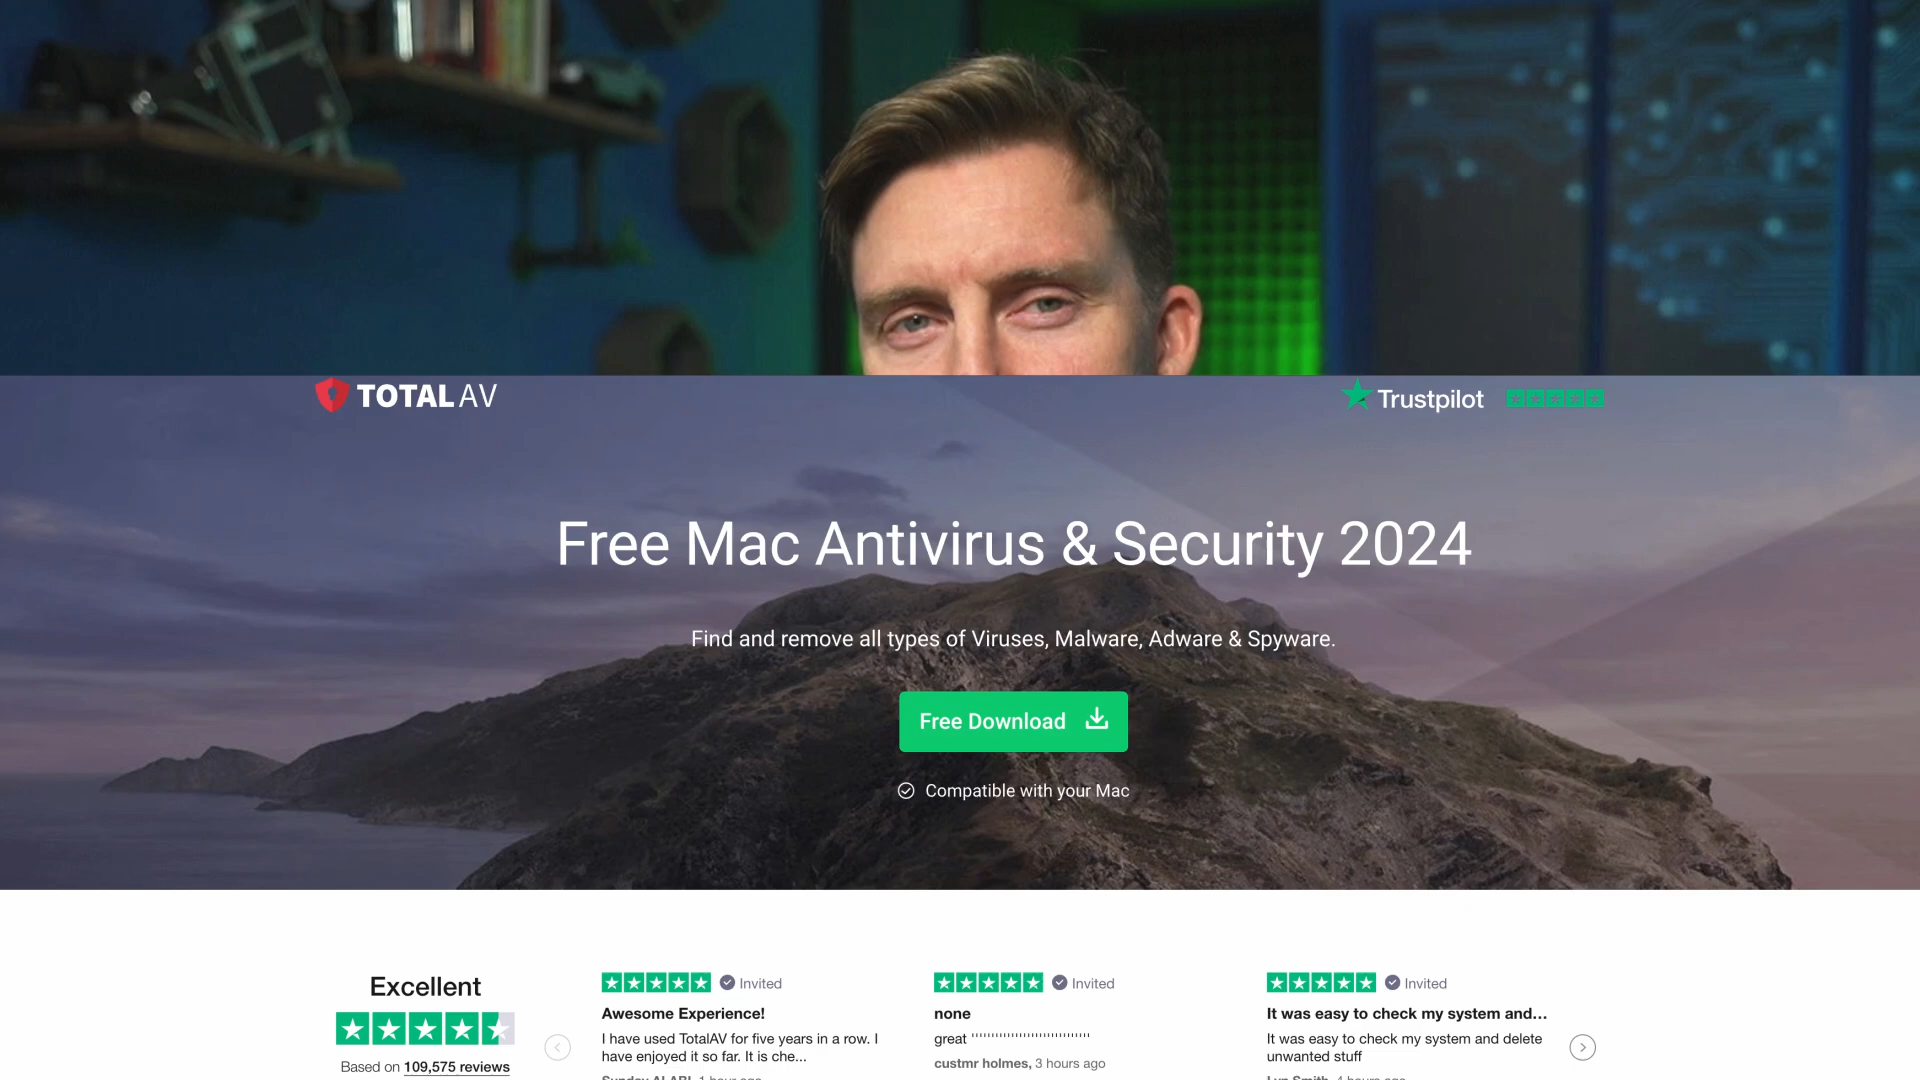 TOTALAV
Trustpilot
Free Mac Antivirus & Security 2024
Find and remove all types of Viruses, Malware, Adware & Spyware.
Free Download
Compatible with your Mac
Excellent
Based on 109,575 reviews
Invited
Awesome Experience!
I have used TotalAV for five years in a row. I
have enjoyed it so far. It is che...
Invited
none
great '''''''''''''''''''''''''''''
custmr holmes, 3 hours ago
Invited
It was easy to check my system and...
It was easy to check my system and delete
unwanted stuff